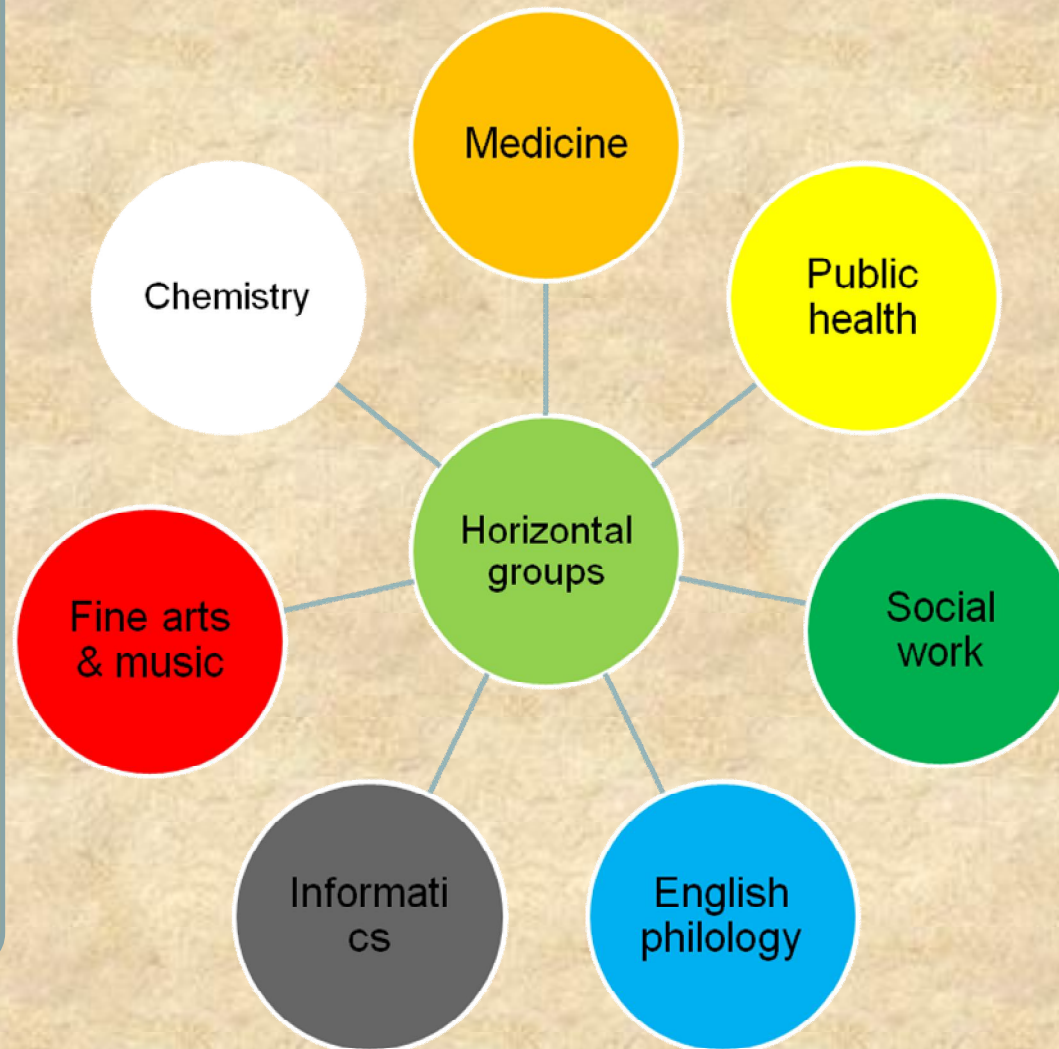 Medicine
Public
health
Chemistry
Horizontal
groups
Social
work
Fine arts
& music
English
philology
Informati
cs